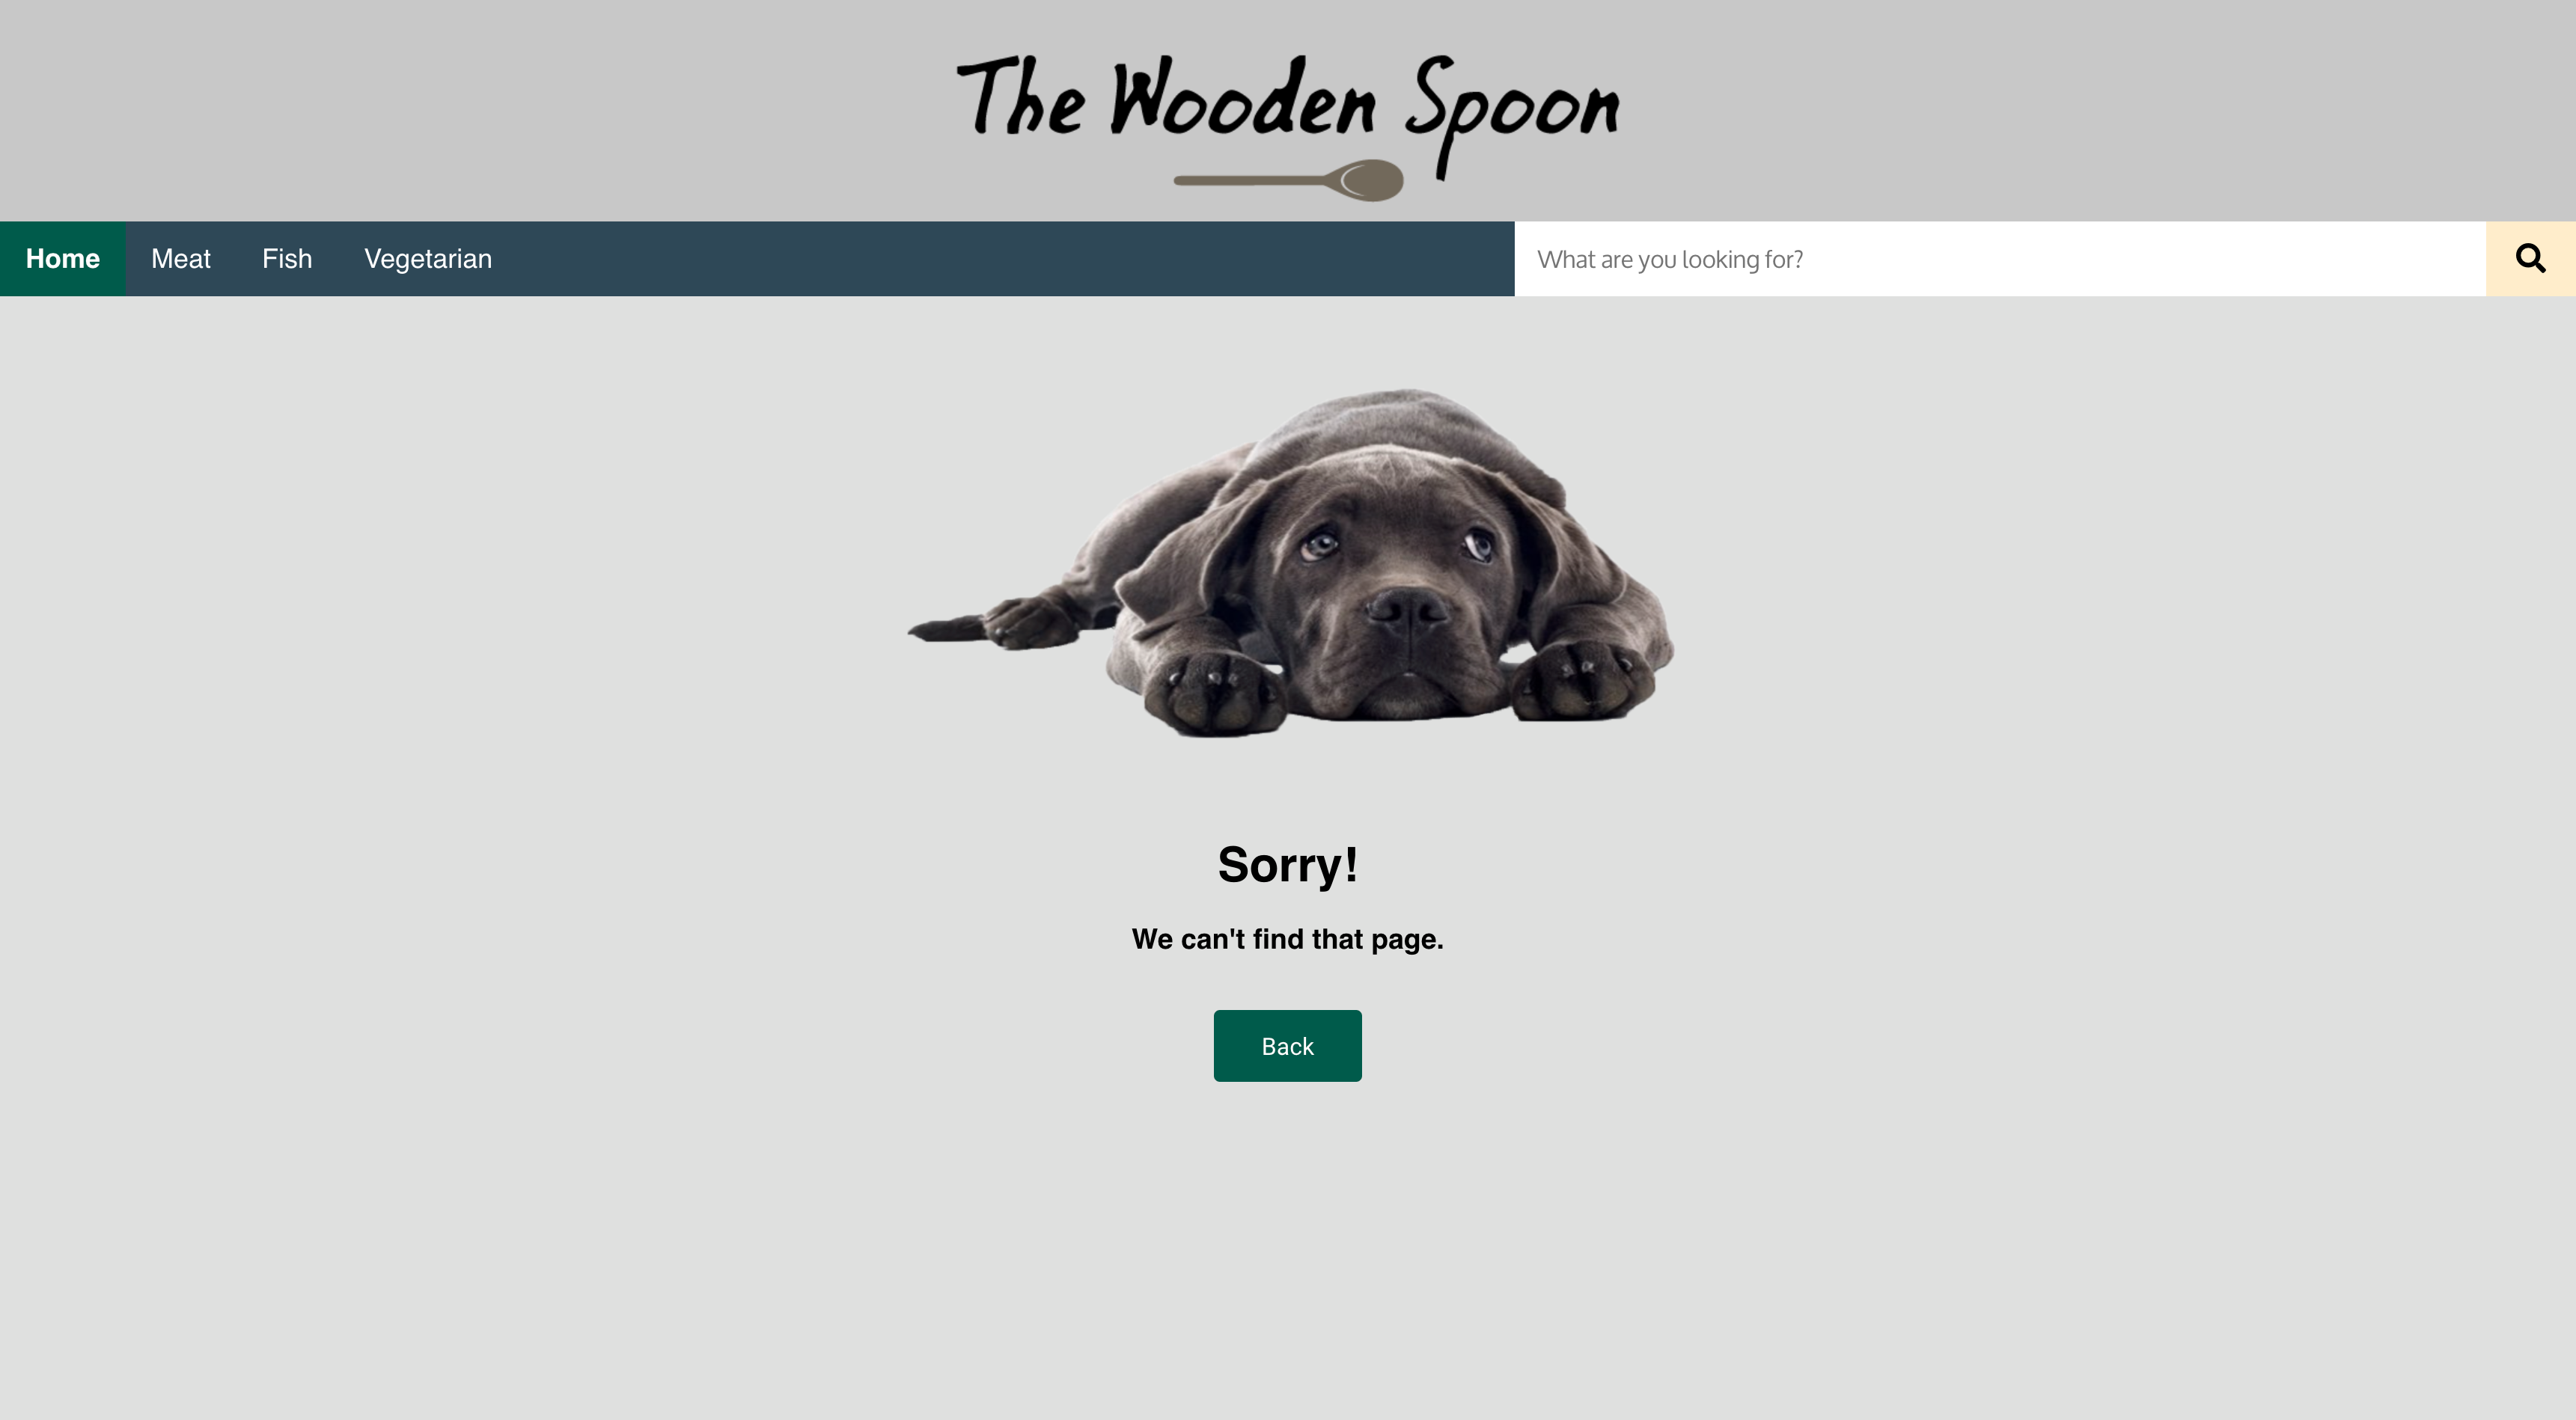 The Wooden Spoon
Home Meat Fish Vegetarian What are you looking for?
Sorry!
We can't find that page.
Back